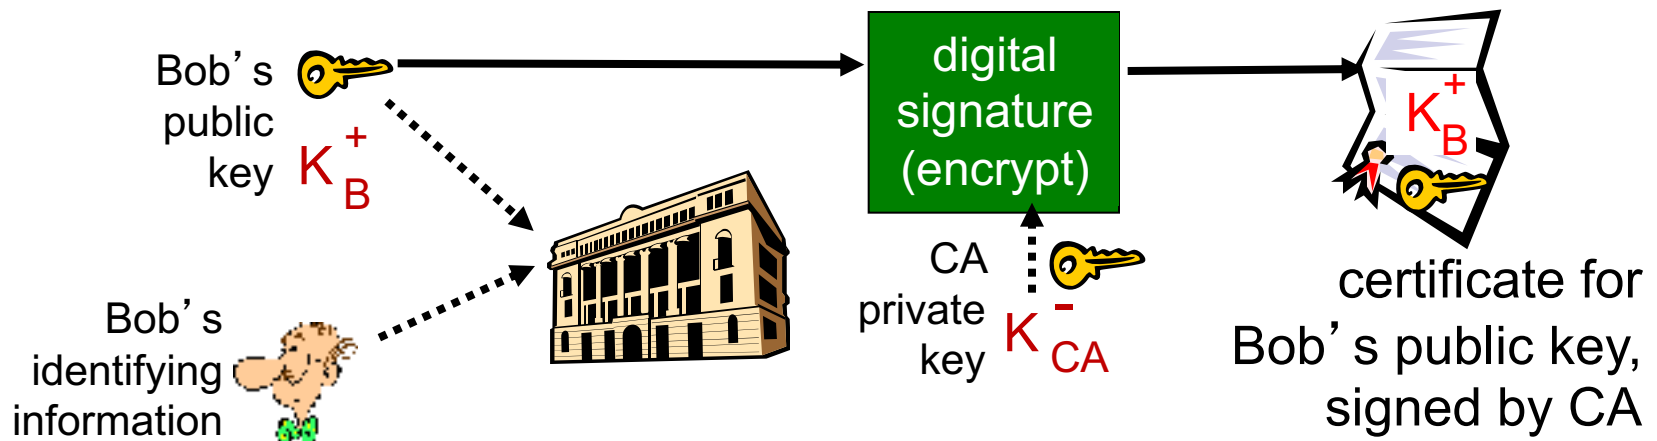 Bob's
public
key
K+B
digital
signature
(encrypt)
K+B
Bob's
identifying
information
CA
private
key
K-CA
certificate for
Bob's public key,
signed by CA